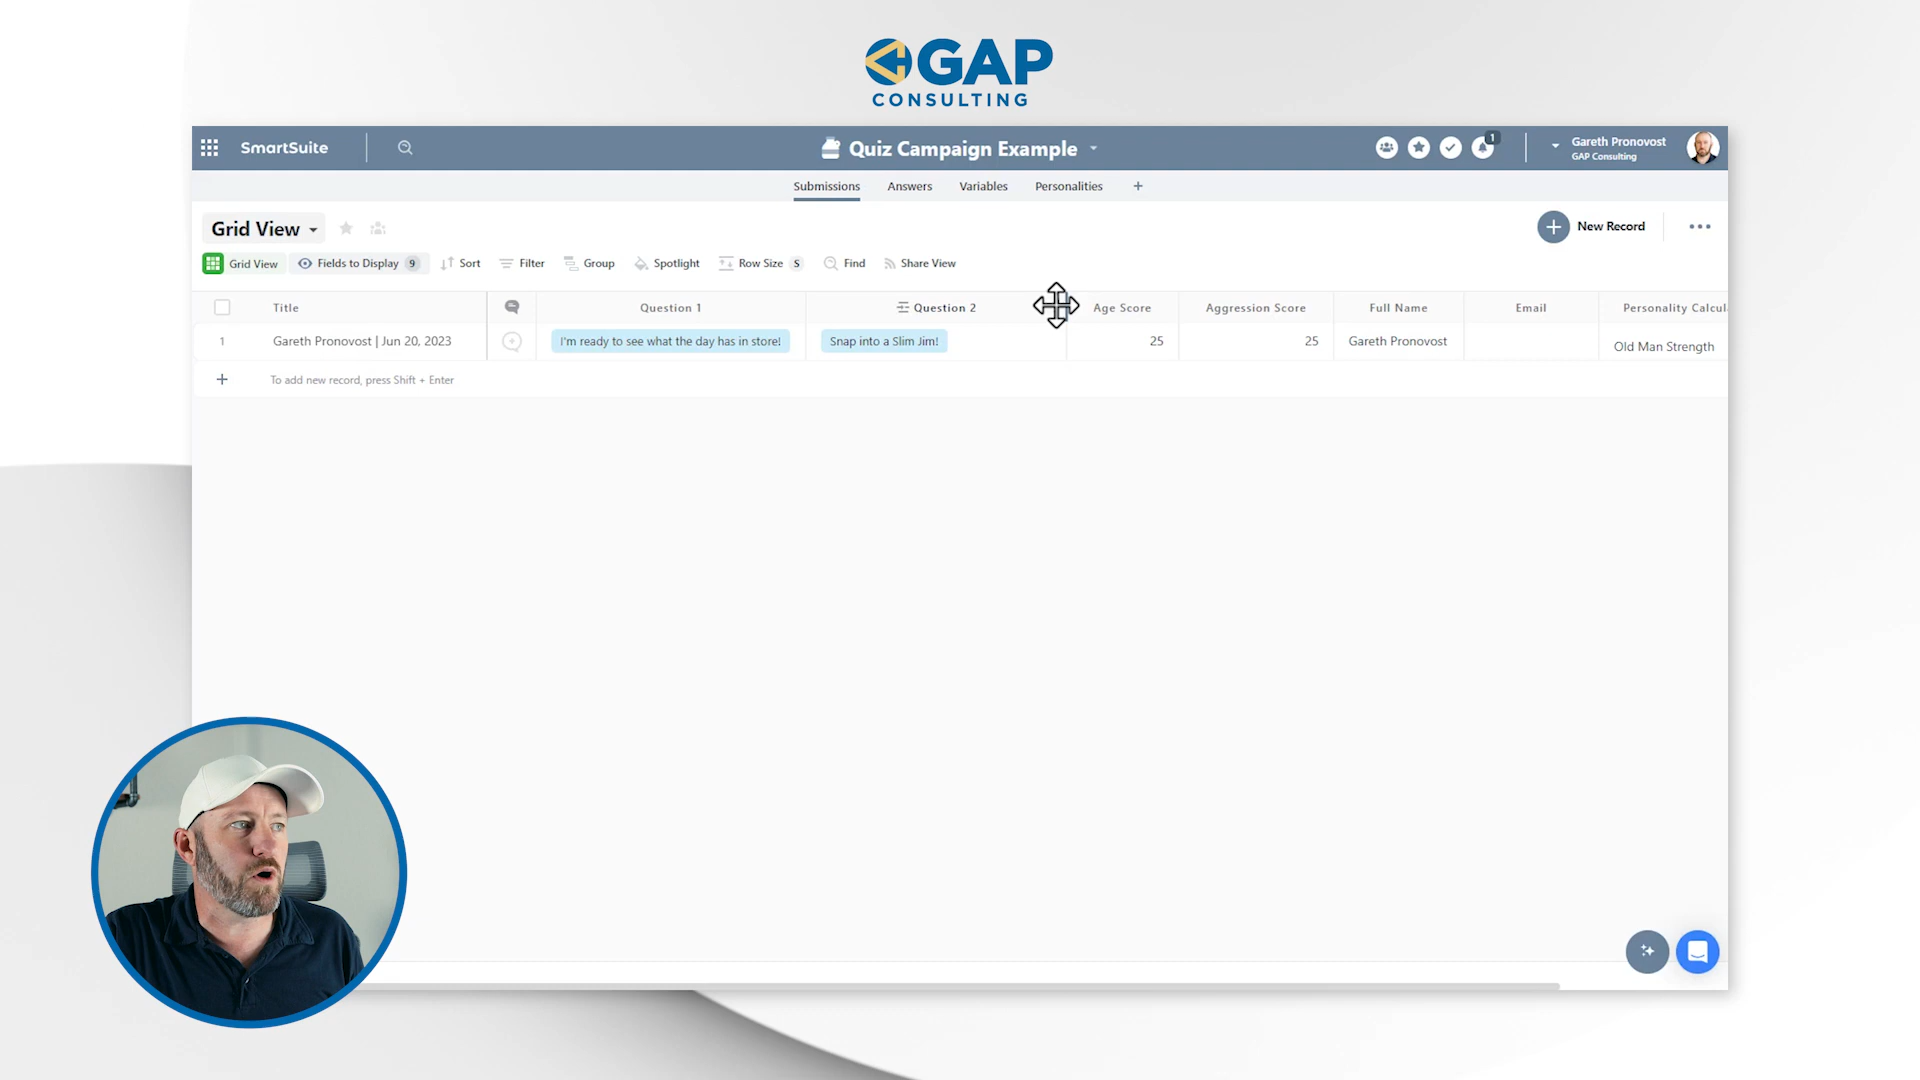 GAP
CONSULTING
SmartSuite
Quiz Campaign Example
1
Gareth Pronovost
GAP Consulting
Submissions Answers Variables Personalities +
Grid View
New Record
Grid View Fields to Display 9 Sort Filter Group Spotlight Row Size S Find Share View
Title Question 1 Question 2 Age Score Aggression Score Full Name Email Personality Calcul
1 Gareth Pronovost | Jun 20, 2023 I'm ready to see what the day has in store! Snap into a Slim Jim! 25 25 Gareth Pronovost Old Man Strength
+ To add new record, press Shift + Enter